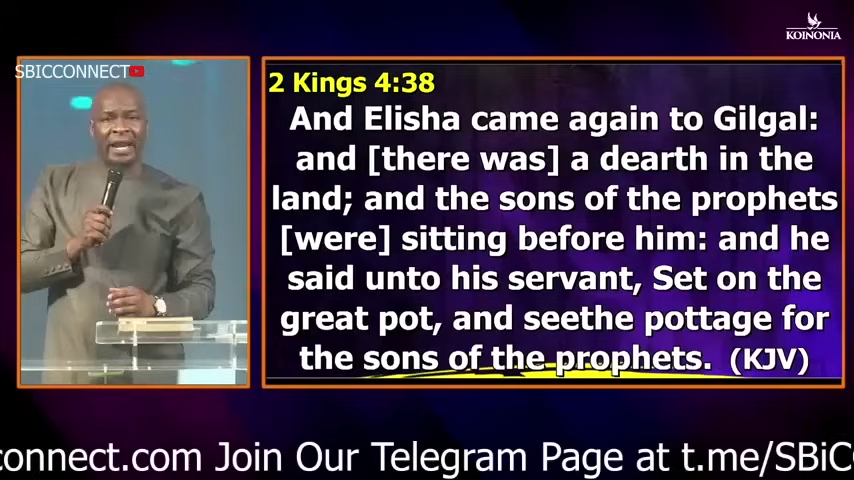 KOINONIA
SBICCONNECT
2 Kings 4:38
And Elisha came again to Gilgal:
and [there was] a dearth in the
land; and the sons of the prophets
[were] sitting before him: and he
said unto his servant, Set on the
great pot, and seethe pottage for
the sons of the prophets. (KJV)
connect.com Join Our Telegram Page at t.me/SBiC